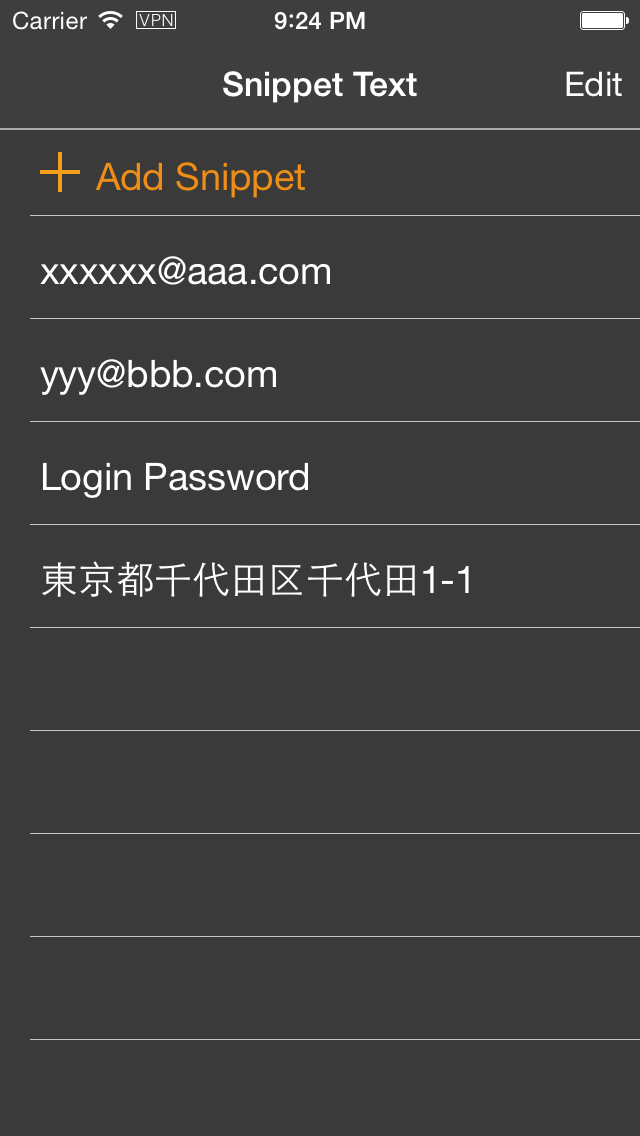 Carrier VPN 9:24 PM
Snippet Text Edit
Add Snippet
xxxxxx@aaa.com
yyy@bbb.com
Login Password
東京都千代田区千代田1-1